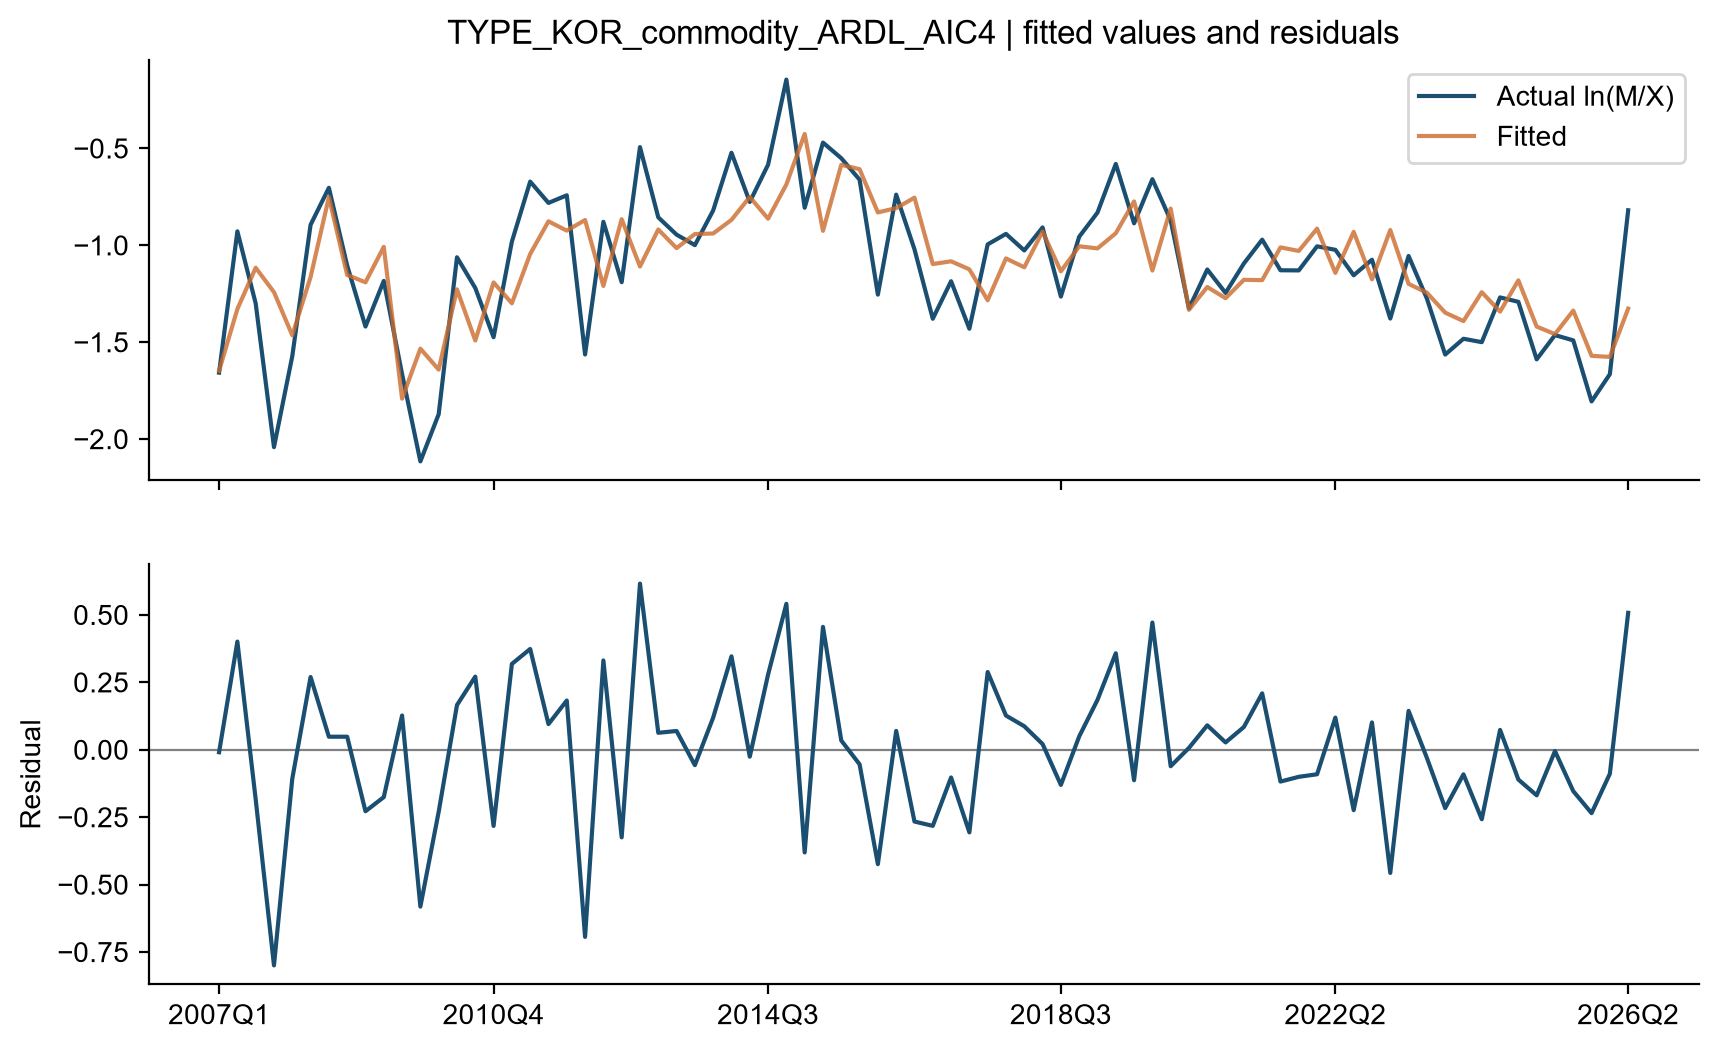 TYPE_KOR_commodity_ARDL_AIC4 | fitted values and residuals
Actual ln(M/X)
Fitted
−0.5
−1.0
−1.5
−2.0
Residual
0.50
0.25
0.00
−0.25
−0.50
−0.75
2007Q1 2010Q4 2014Q3 2018Q3 2022Q2 2026Q2